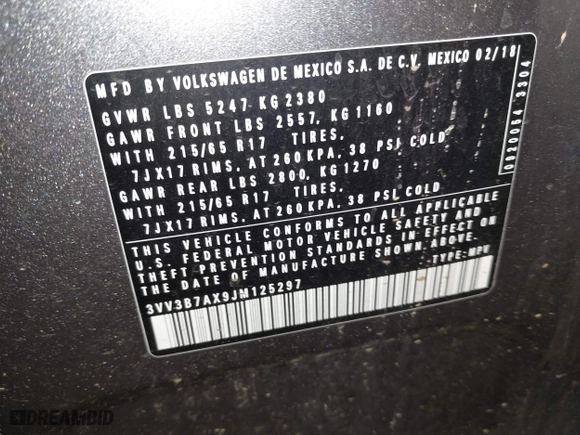 MFD BY VOLKSWAGEN DE MEXICO S.A. DE C.V. MEXICO 02/18
GVWR LBS 5247 KG 2380
GAWR FRONT LBS 2557, KG 1160
WITH 215/65 R17 TIRES,
7JX17 RIMS, AT 260 KPA, 38 PSI COLD
GAWR REAR LBS 2800, KG 1270
WITH 215/65 R17 TIRES,
7JX17 RIMS, AT 260 KPA, 38 PSI COLD
THIS VEHICLE CONFORMS TO ALL APPLICABLE
U.S. FEDERAL MOTOR VEHICLE SAFETY AND
THEFT PREVENTION STANDARDS IN EFFECT ON
THE DATE OF MANUFACTURE SHOWN ABOVE.
3VV3B7AX9JM125297 TYPE: MPV
0820054 3304
DREAMBID